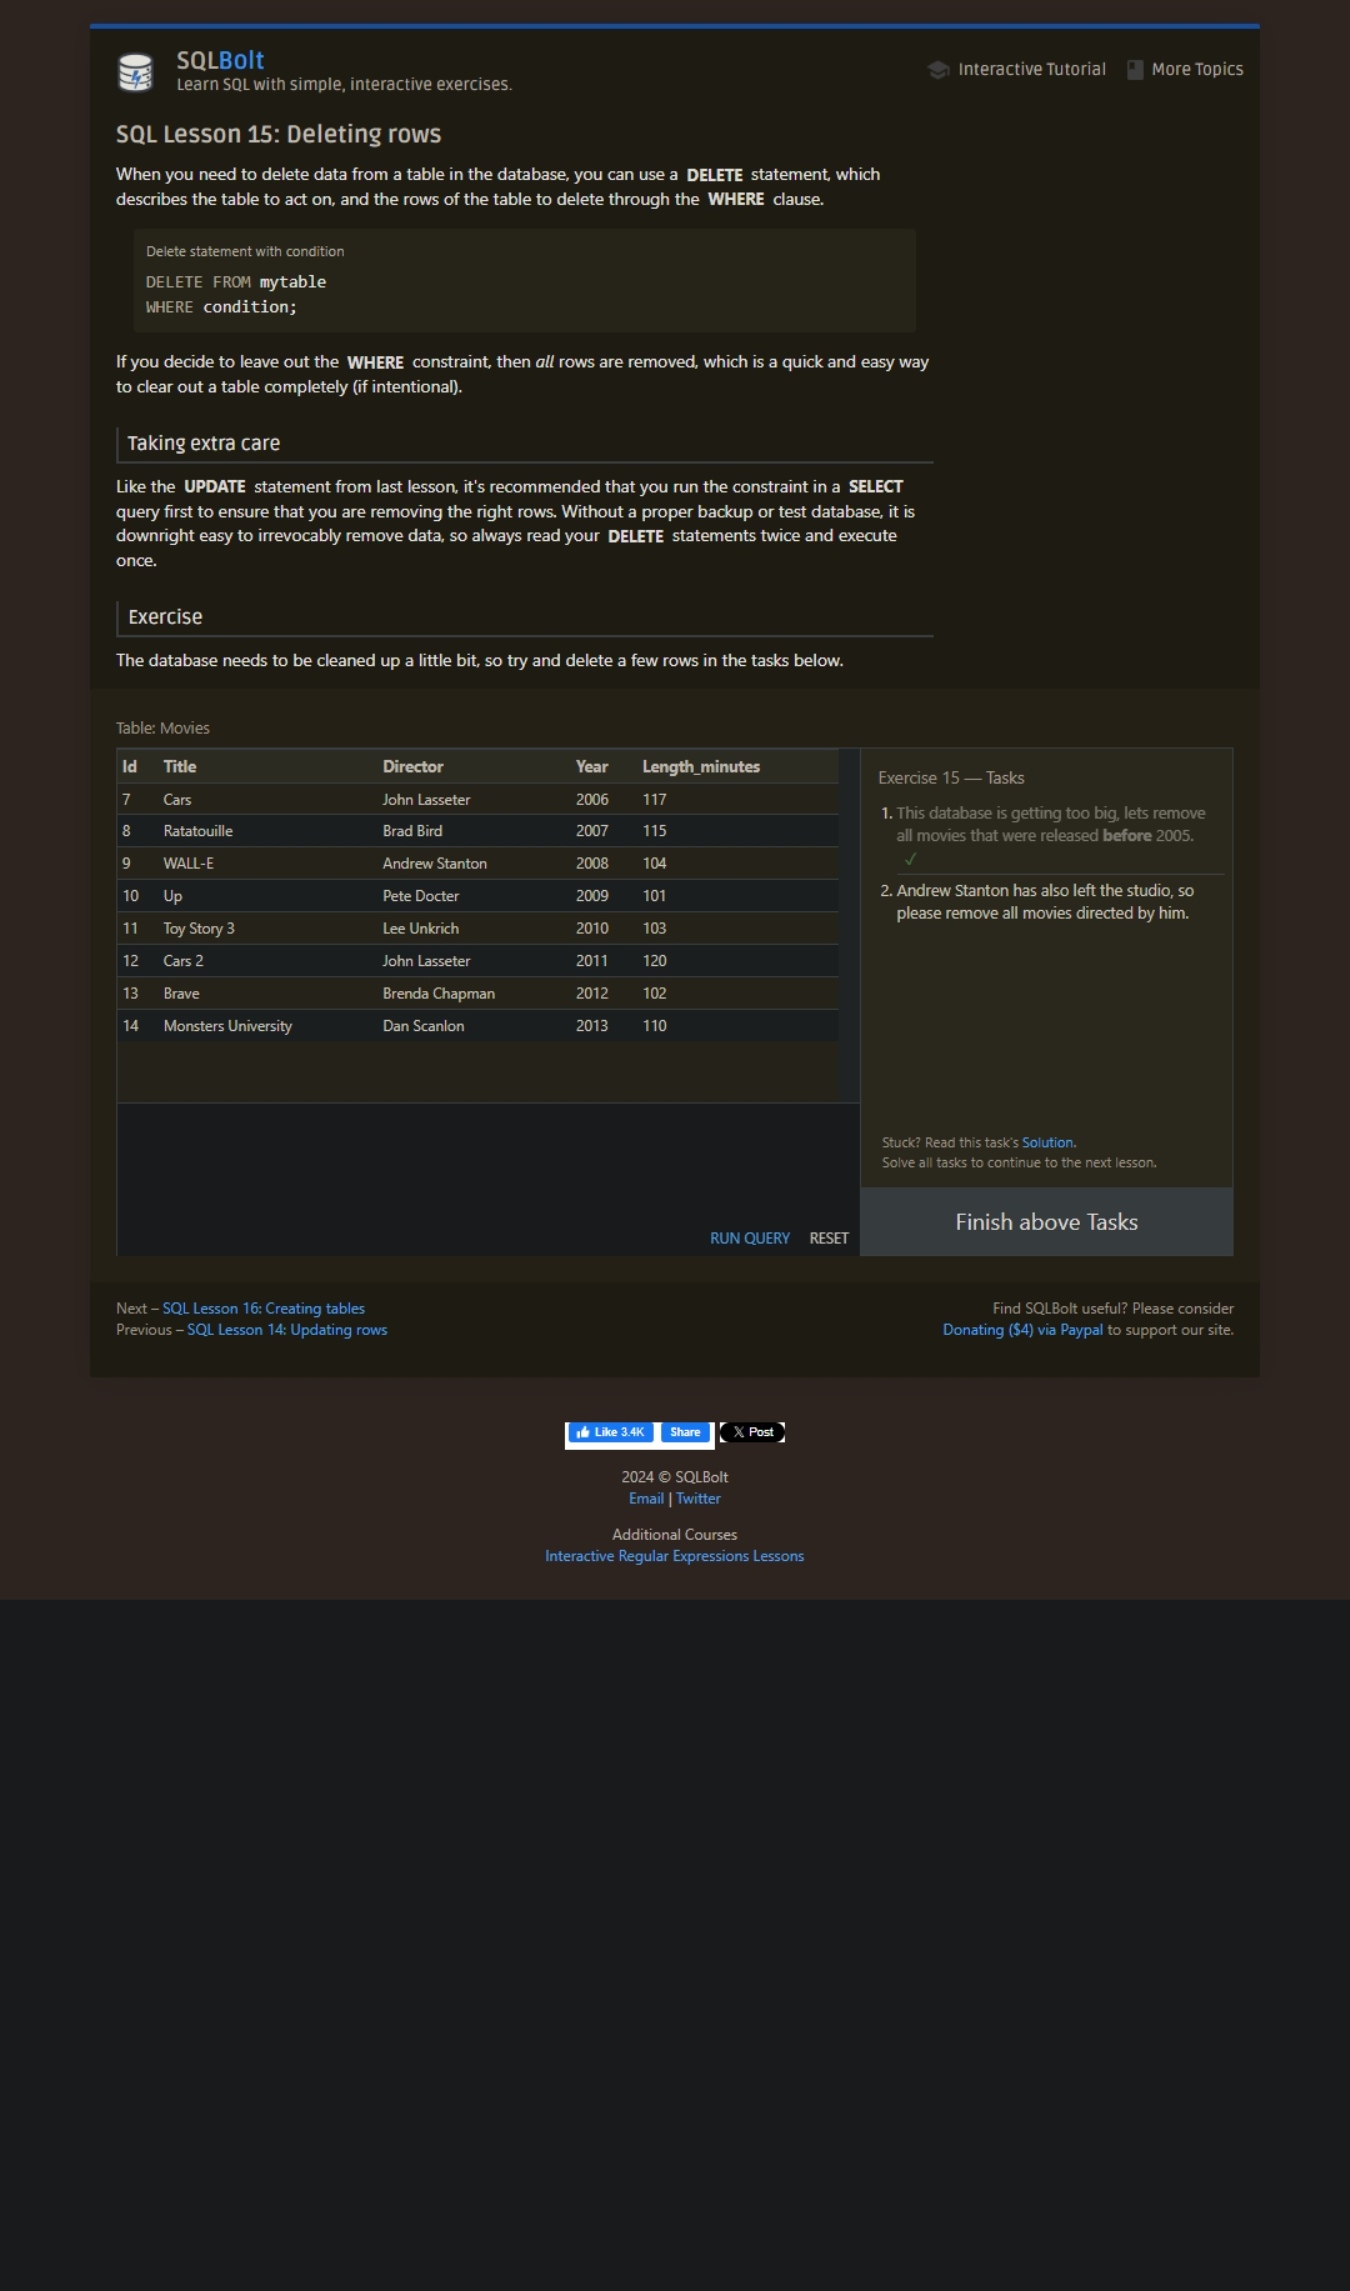 SQLBolt
Learn SQL with simple, interactive exercises.
Interactive Tutorial
More Topics
SQL Lesson 15: Deleting rows
When you need to delete data from a table in the database, you can use a DELETE statement, which
describes the table to act on, and the rows of the table to delete through the WHERE clause.
Delete statement with condition
DELETE FROM mytable
WHERE condition;
If you decide to leave out the WHERE constraint, then all rows are removed, which is a quick and easy way
to clear out a table completely (if intentional).
Taking extra care
Like the UPDATE statement from last lesson, it's recommended that you run the constraint in a SELECT
query first to ensure that you are removing the right rows. Without a proper backup or test database, it is
downright easy to irrevocably remove data, so always read your DELETE statements twice and execute
once.
Exercise
The database needs to be cleaned up a little bit, so try and delete a few rows in the tasks below.
Table: Movies
Id Title Director Year Length_minutes
7 Cars John Lasseter 2006 117
8 Ratatouille Brad Bird 2007 115
9 WALL-E Andrew Stanton 2008 104
10 Up Pete Docter 2009 101
11 Toy Story 3 Lee Unkrich 2010 103
12 Cars 2 John Lasseter 2011 120
13 Brave Brenda Chapman 2012 102
14 Monsters University Dan Scanlon 2013 110
RUN QUERY RESET
Exercise 15 — Tasks
1. This database is getting too big, lets remove
all movies that were released before 2005.
✓
2. Andrew Stanton has also left the studio, so
please remove all movies directed by him.
Stuck? Read this task's Solution.
Solve all tasks to continue to the next lesson.
Finish above Tasks
Next – SQL Lesson 16: Creating tables
Previous – SQL Lesson 14: Updating rows
Find SQLBolt useful? Please consider
Donating ($4) via Paypal to support our site.
Like 3.4K Share X Post
2024 © SQLBolt
Email | Twitter
Additional Courses
Interactive Regular Expressions Lessons